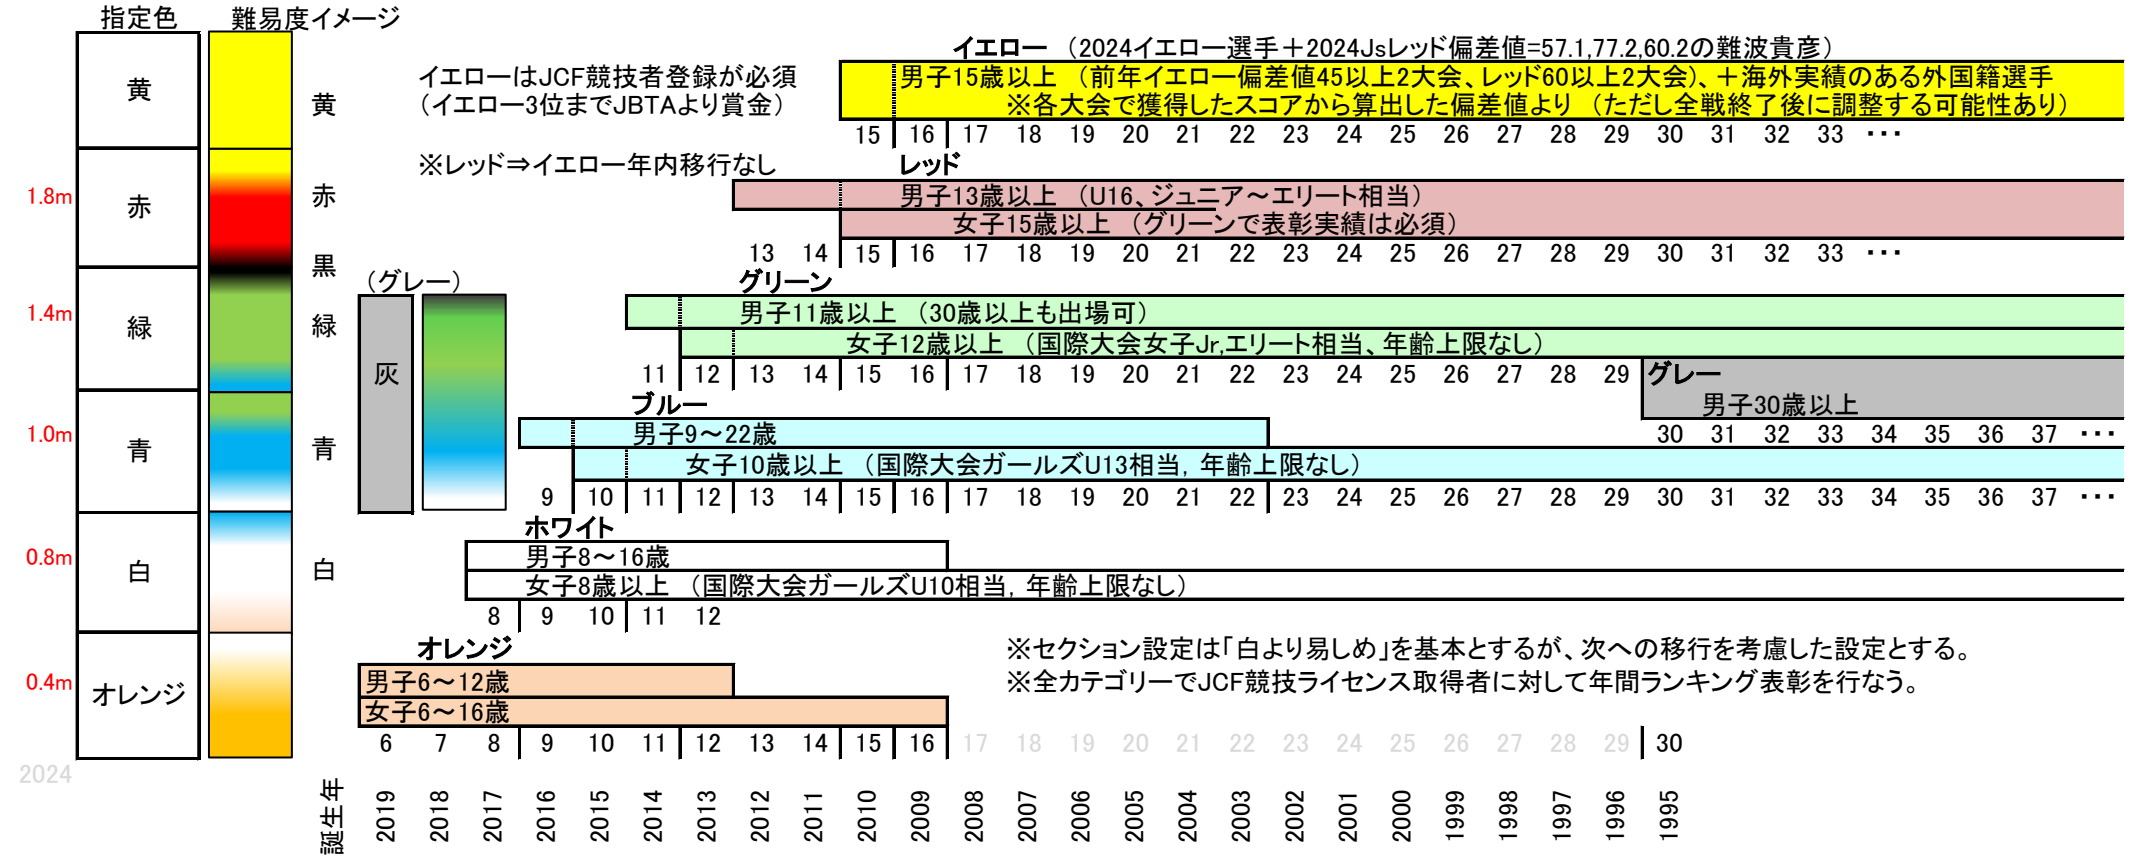 指定色　難易度イメージ
イエロー（2024イエロー選手＋2024Jsレッド偏差値=57.1,77.2,60.2の難波貴彦）
黄
黄
イエローはJCF競技者登録が必須
（イエロー3位までJBTAより賞金）
男子15歳以上（前年イエロー偏差値45以上2大会、レッド60以上2大会）、＋海外実績のある外国籍選手
※各大会で獲得したスコアから算出した偏差値より（ただし全戦終了後に調整する可能性あり）
15 16 17 18 19 20 21 22 23 24 25 26 27 28 29 30 31 32 33 ・・・
※レッド⇒イエロー年内移行なし
レッド
1.8m
赤
赤
男子13歳以上（U16、ジュニア～エリート相当）
女子15歳以上（グリーンで表彰実績は必須）
13 14 15 16 17 18 19 20 21 22 23 24 25 26 27 28 29 30 31 32 33 ・・・
黒
（グレー）
グリーン
1.4m
緑
緑
灰
男子11歳以上（30歳以上も出場可）
女子12歳以上（国際大会女子Jr,エリート相当、年齢上限なし）
11 12 13 14 15 16 17 18 19 20 21 22 23 24 25 26 27 28 29
グレー
男子30歳以上
30 31 32 33 34 35 36 37 ・・・
ブルー
1.0m
青
青
男子9～22歳
女子10歳以上（国際大会ガールズU13相当，年齢上限なし）
9 10 11 12 13 14 15 16 17 18 19 20 21 22 23 24 25 26 27 28 29 30 31 32 33 34 35 36 37 ・・・
ホワイト
0.8m
白
白
男子8～16歳
女子8歳以上（国際大会ガールズU10相当，年齢上限なし）
8 9 10 11 12
オレンジ
0.4m
オレンジ
男子6～12歳
女子6～16歳
※セクション設定は「白より易しめ」を基本とするが、次への移行を考慮した設定とする。
※全カテゴリーでJCF競技ライセンス取得者に対して年間ランキング表彰を行なう。
6 7 8 9 10 11 12 13 14 15 16 17 18 19 20 21 22 23 24 25 26 27 28 29 30
2024
誕生年
2019 2018 2017 2016 2015 2014 2013 2012 2011 2010 2009 2008 2007 2006 2005 2004 2003 2002 2001 2000 1999 1998 1997 1996 1995